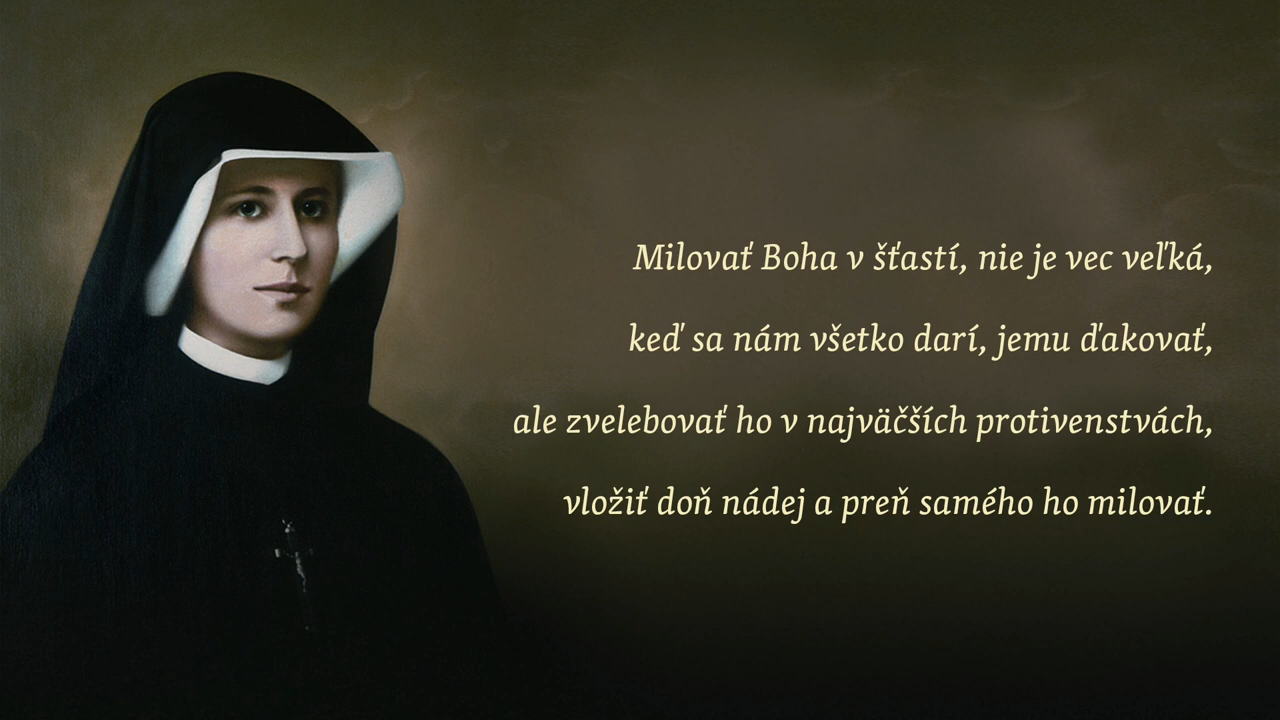 Milovať Boha v šťastí, nie je vec veľká,
keď sa nám všetko darí, jemu ďakovať,
ale zvelebovať ho v najväčších protivenstvách,
vložiť doň nádej a preň samého ho milovať.